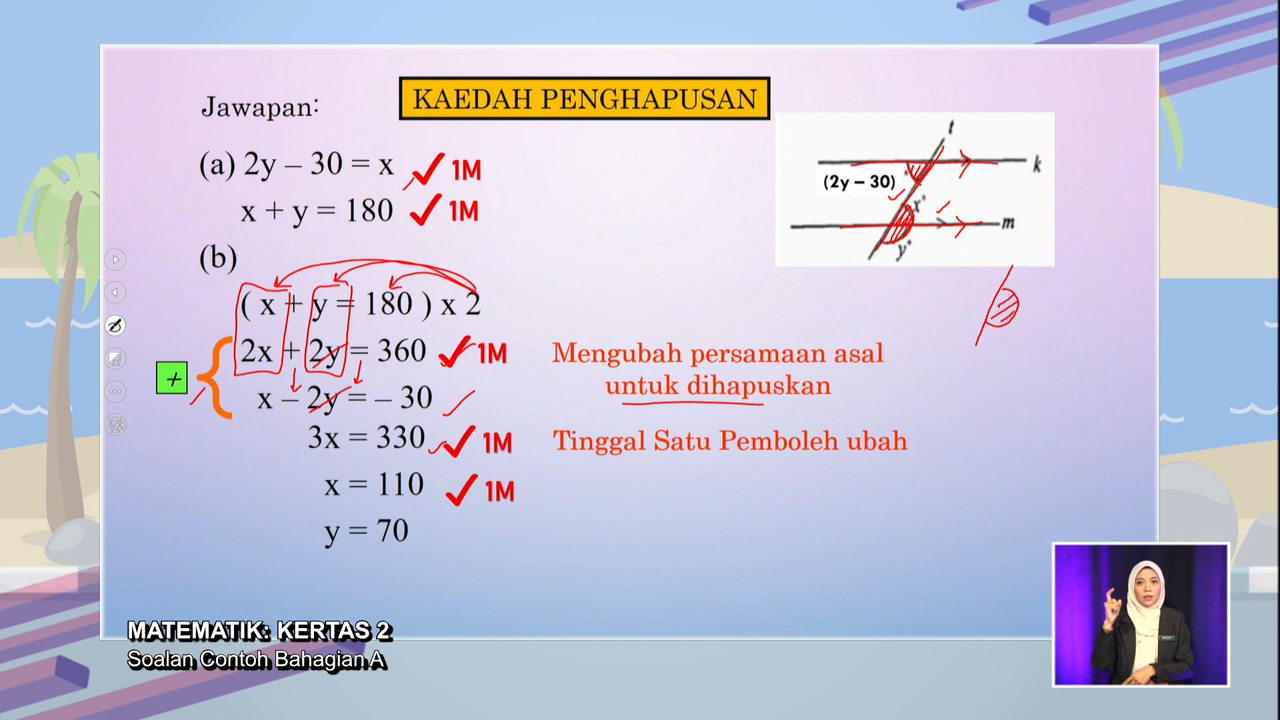 KAEDAH PENGHAPUSAN
Jawapan:
(a) 2y – 30 = x ✓ 1M
x + y = 180 ✓ 1M
(b)
( x + y = 180 ) x 2
2x + 2y = 360 ✓ 1M
+
x – 2y = – 30
3x = 330 ✓ 1M
x = 110 ✓ 1M
y = 70
Mengubah persamaan asal
untuk dihapuskan
Tinggal Satu Pemboleh ubah
t
k
(2y – 30)
x°
m
y°
MATEMATIK: KERTAS 2
Soalan Contoh Bahagian A